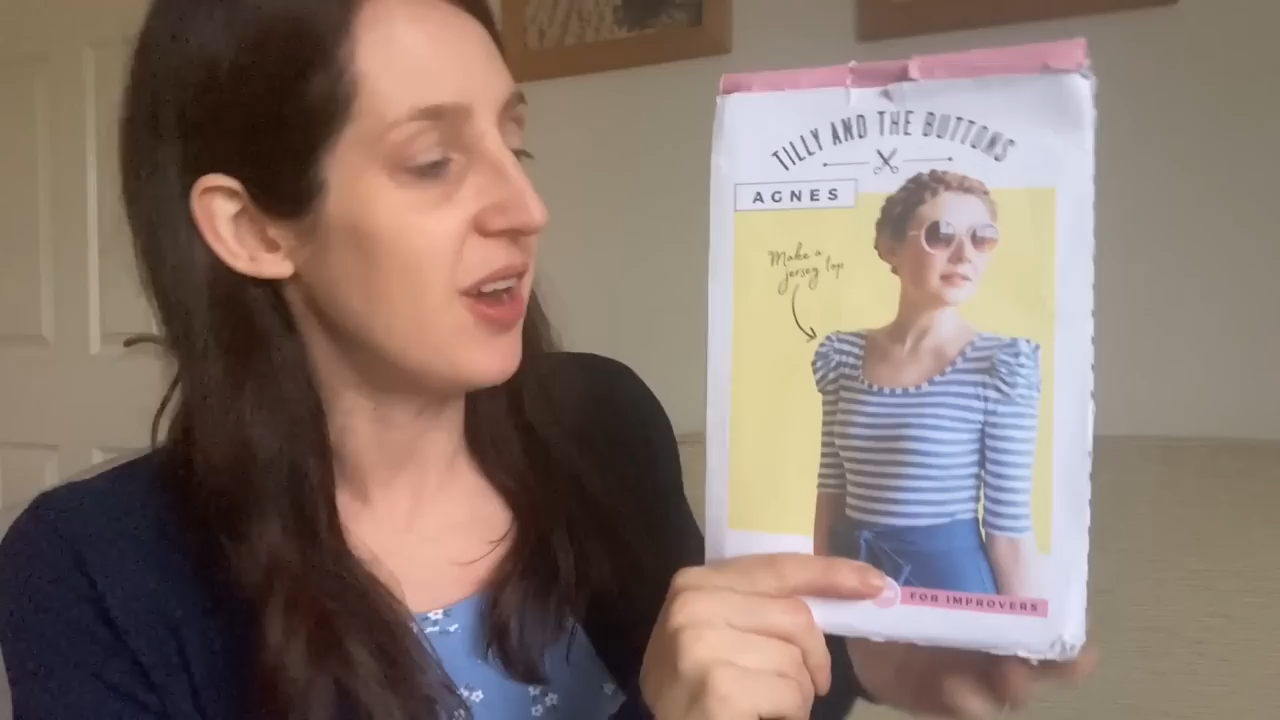 TILLY AND THE BUTTONS
AGNES
Make a
jersey top
FOR IMPROVERS